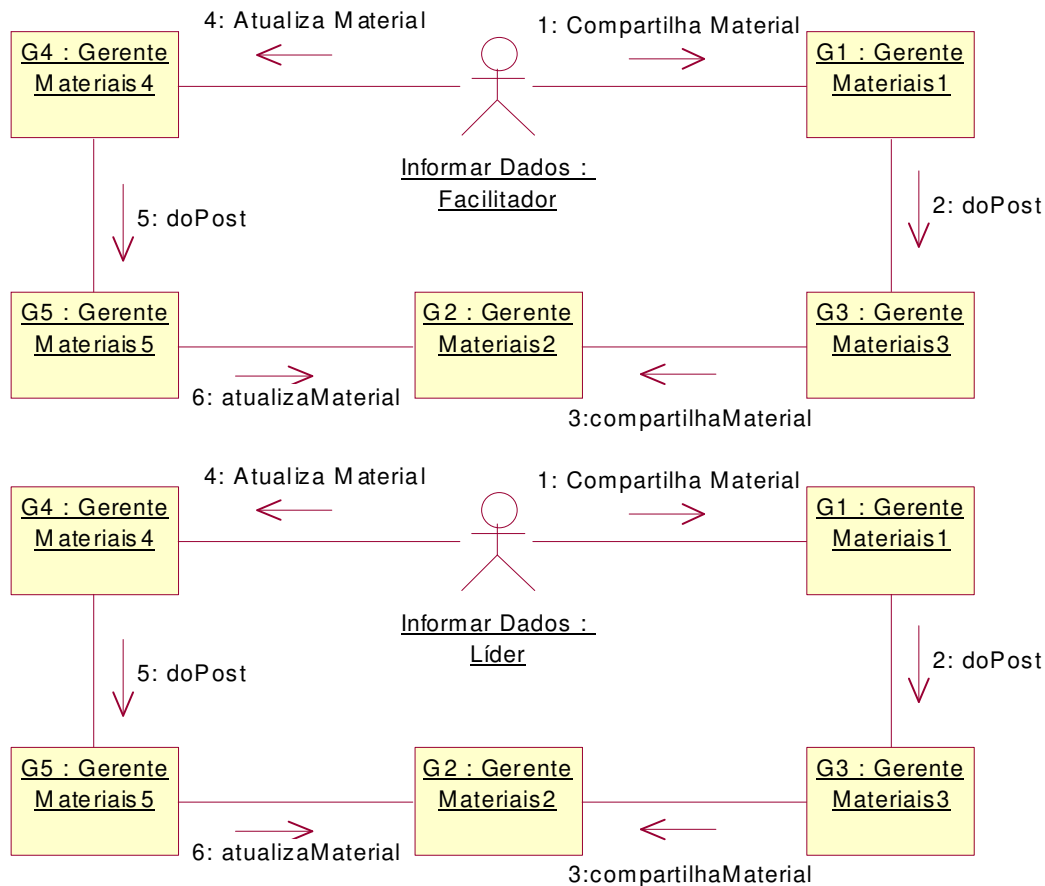 4: Atualiza Material
1: Compartilha Material
G4 : Gerente
Materiais4
G1 : Gerente
Materiais1
Informar Dados :
Facilitador
5: doPost
2: doPost
G5 : Gerente
Materiais5
G2 : Gerente
Materiais2
G3 : Gerente
Materiais3
6: atualizaMaterial
3:compartilhaMaterial
4: Atualiza Material
1: Compartilha Material
G4 : Gerente
Materiais4
G1 : Gerente
Materiais1
Informar Dados :
Líder
5: doPost
2: doPost
G5 : Gerente
Materiais5
G2 : Gerente
Materiais2
G3 : Gerente
Materiais3
6: atualizaMaterial
3:compartilhaMaterial